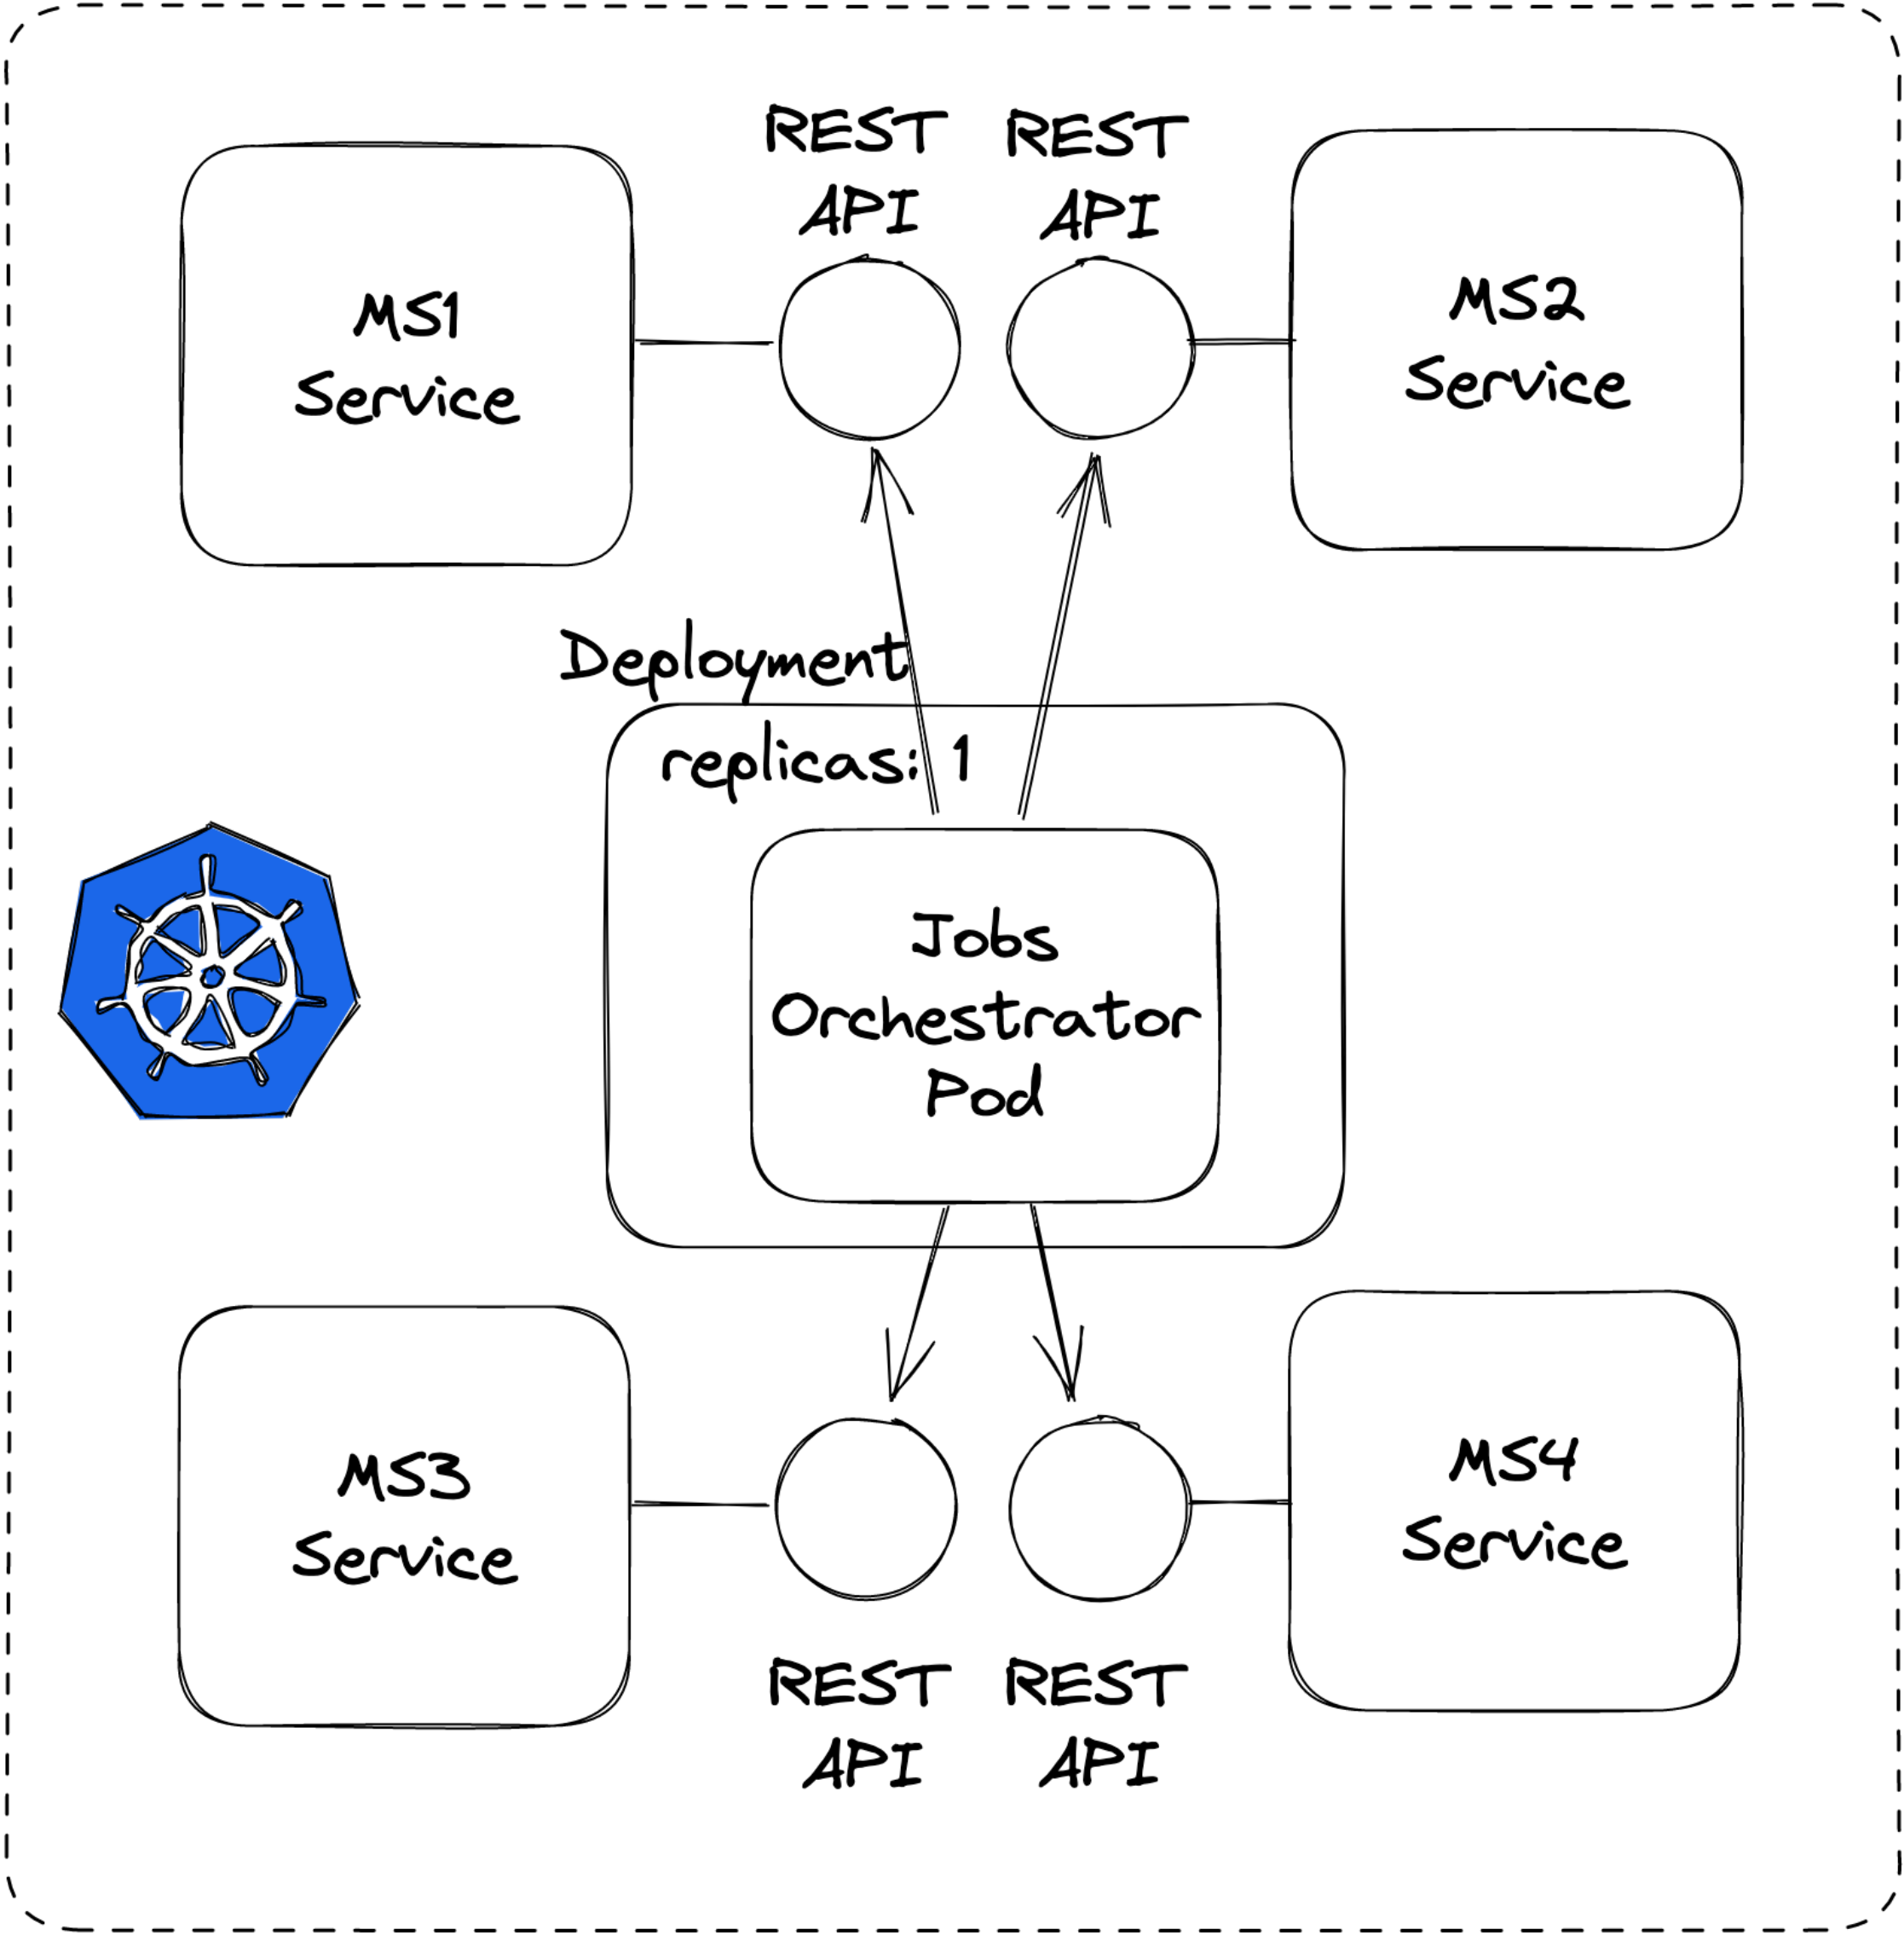 REST
API
REST
API
MS1
Service
MS2
Service
Deployment
replicas: 1
Jobs
Orchestrator
Pod
MS3
Service
MS4
Service
REST
API
REST
API